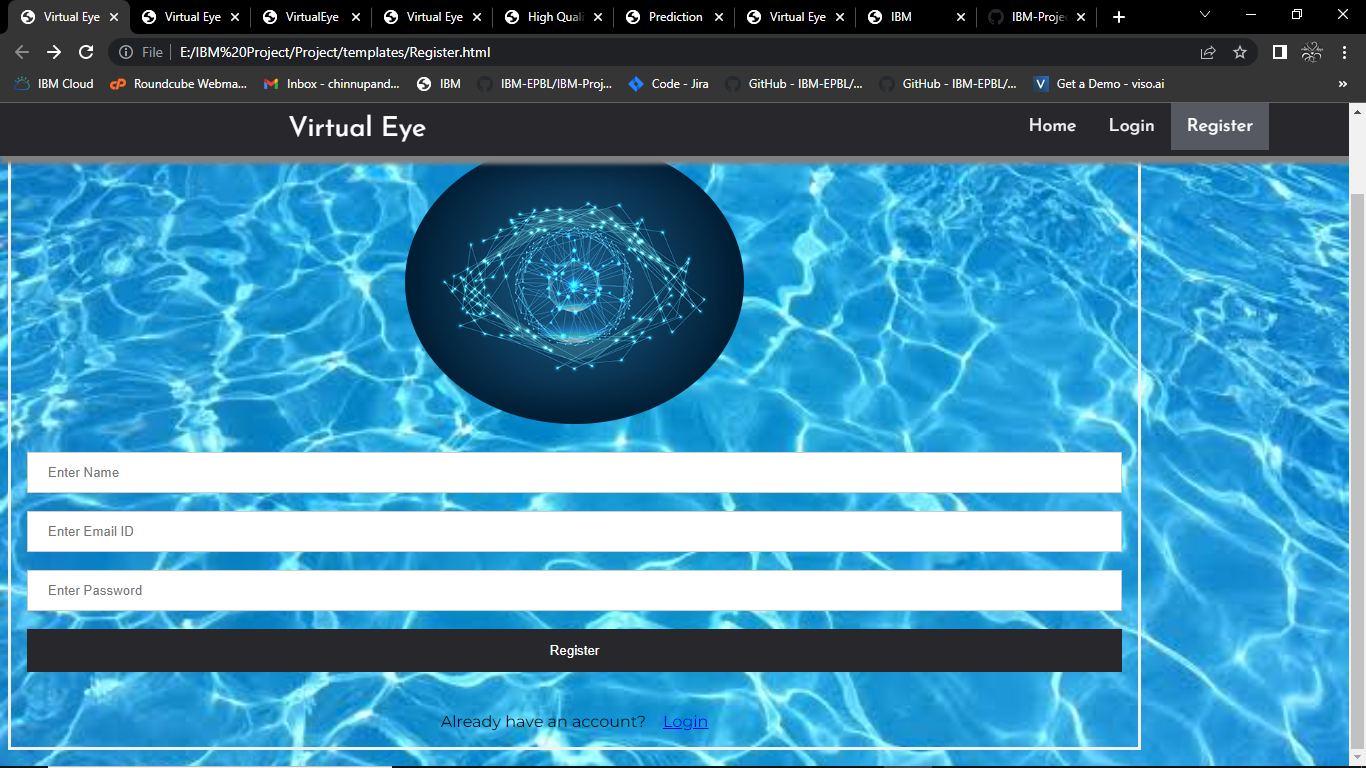 Virtual Eye Virtual Eye VirtualEye Virtual Eye High Quali Prediction Virtual Eye IBM IBM-Proje
File E:/IBM%20Project/Project/templates/Register.html
IBM Cloud Roundcube Webma... Inbox - chinnupand... IBM IBM-EPBL/IBM-Proj... Code - Jira GitHub - IBM-EPBL/... GitHub - IBM-EPBL/... V Get a Demo - viso.ai »
Virtual Eye Home Login Register
Enter Name
Enter Email ID
Enter Password
Register
Already have an account? Login